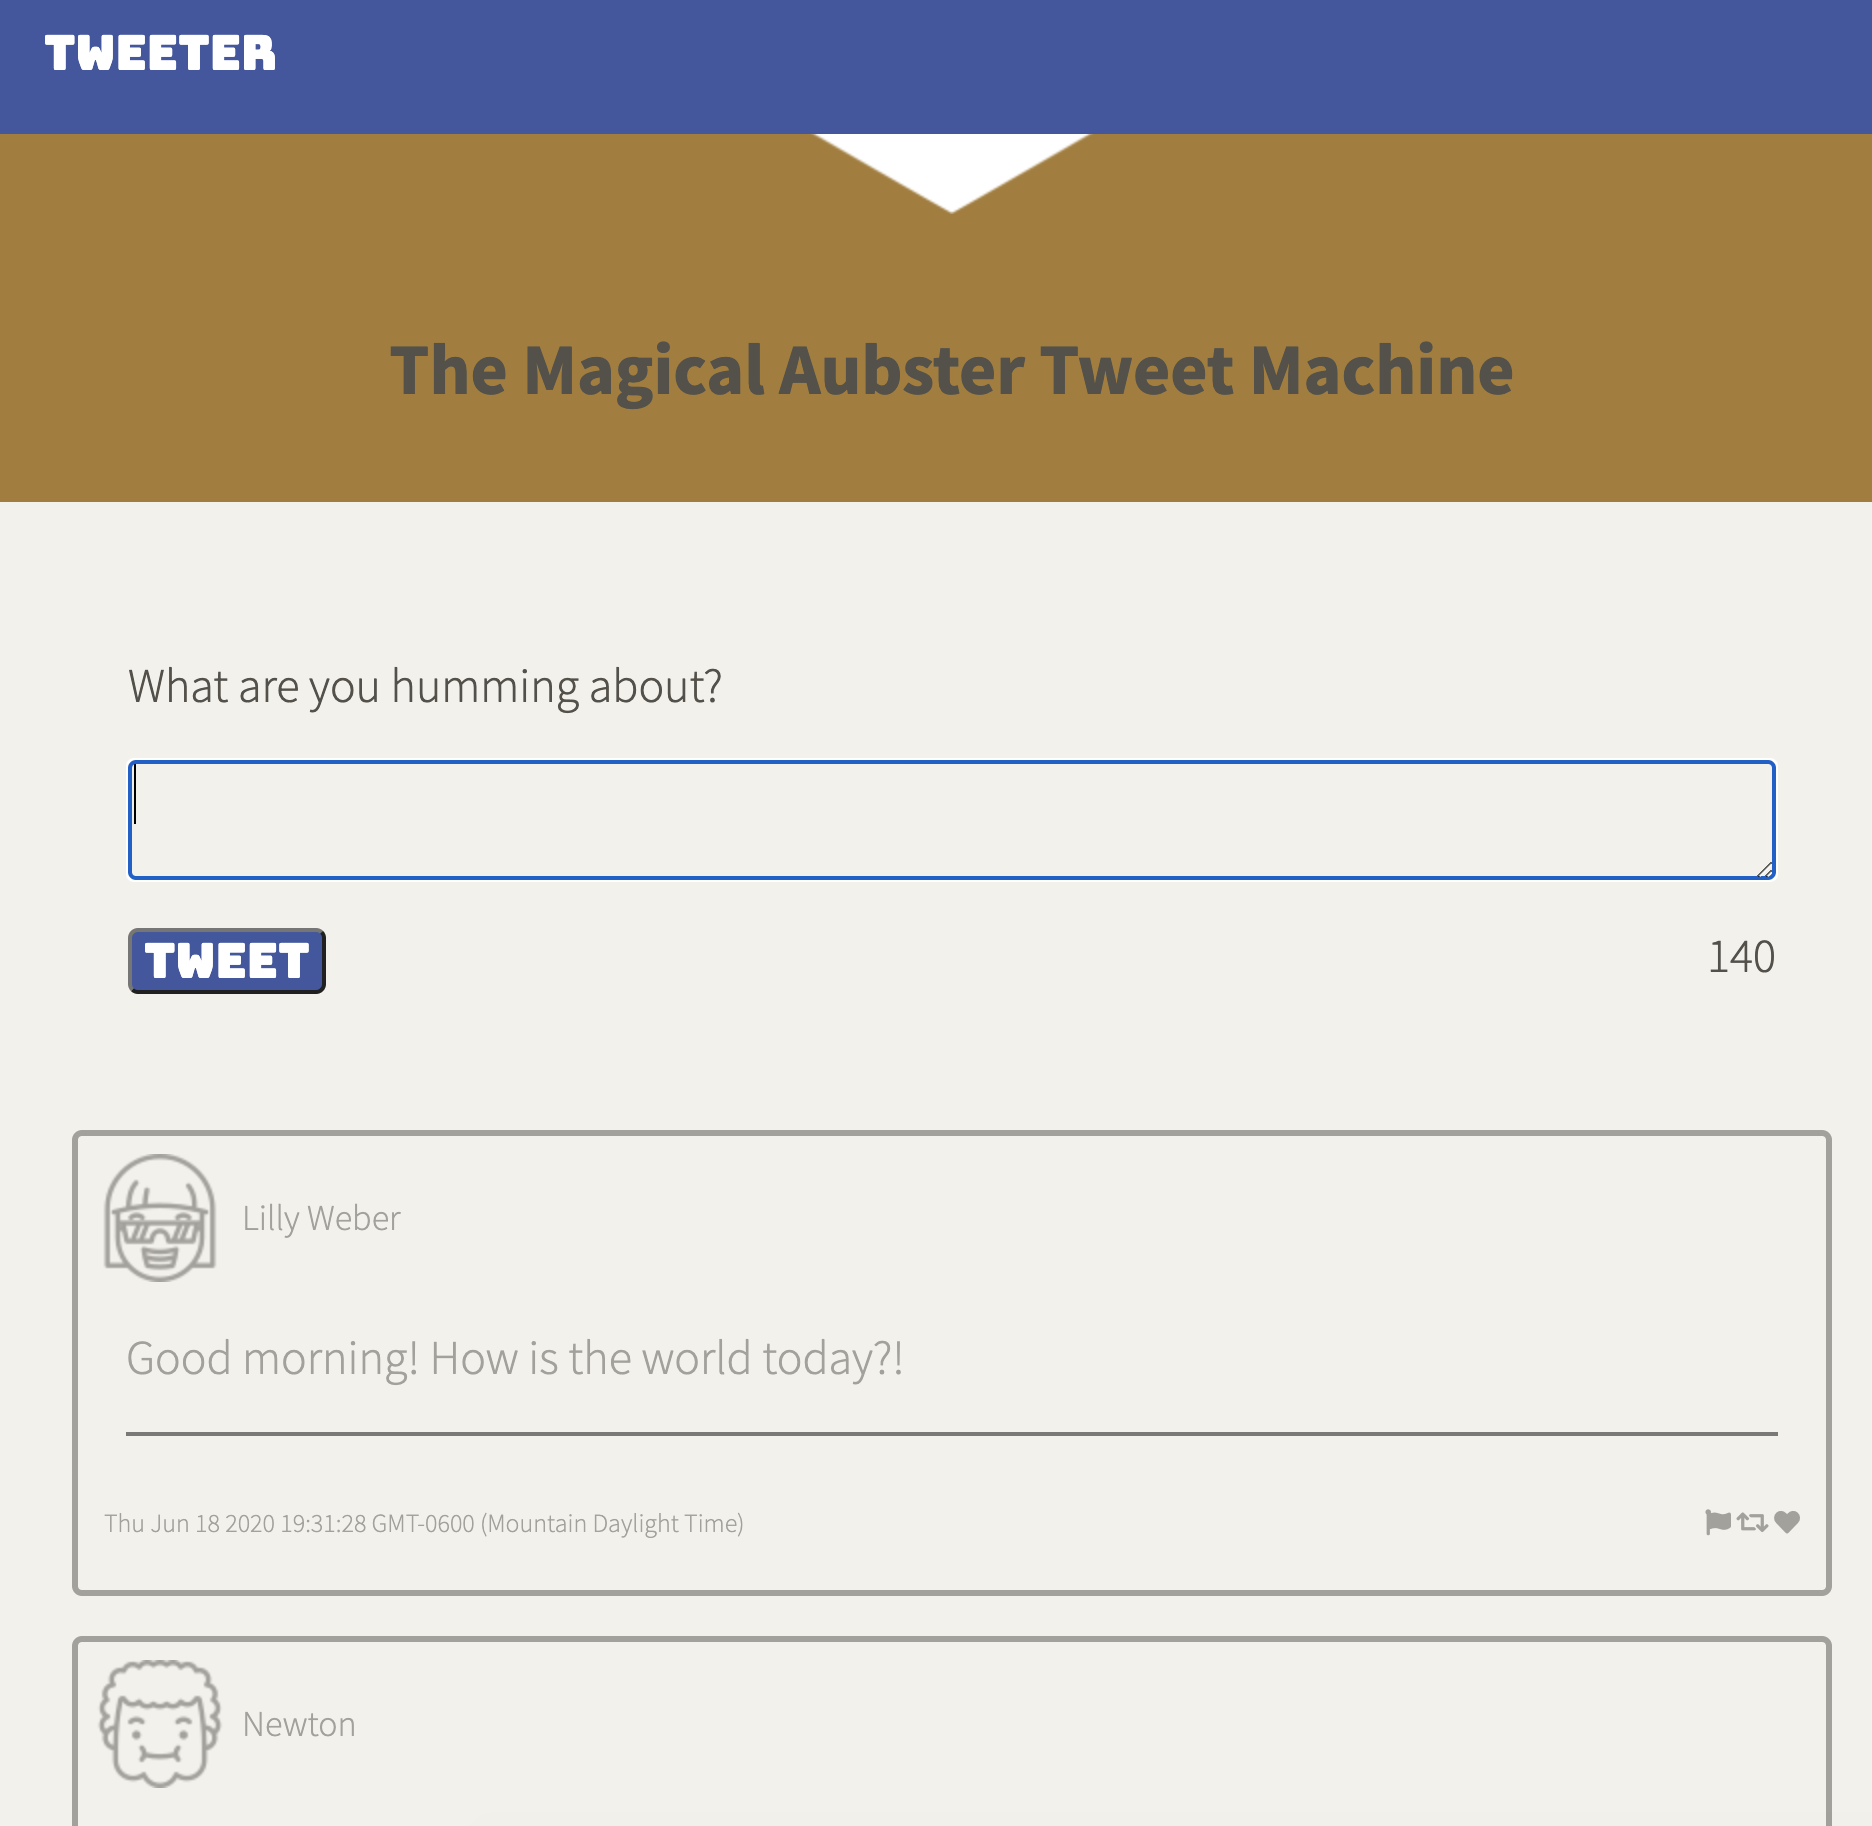 TWEETER
The Magical Aubster Tweet Machine
What are you humming about?
TWEET
140
Lilly Weber
Good morning! How is the world today?!
Thu Jun 18 2020 19:31:28 GMT-0600 (Mountain Daylight Time)
Newton